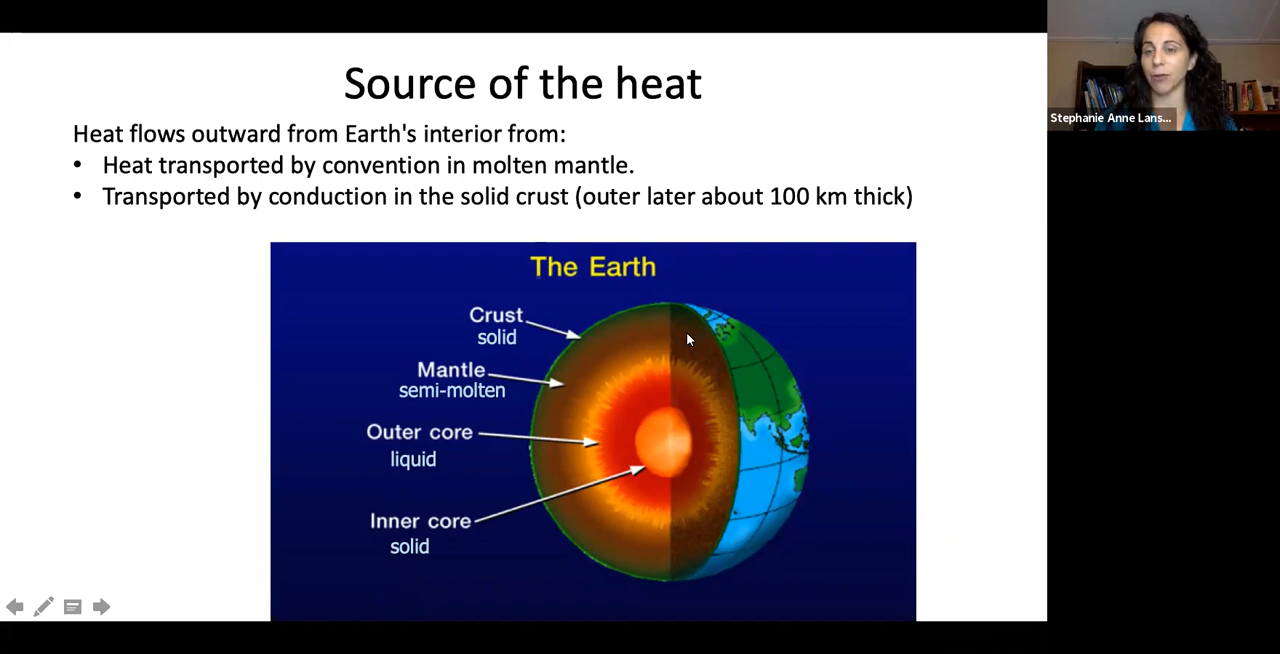 Source of the heat
Heat flows outward from Earth's interior from:
• Heat transported by convention in molten mantle.
• Transported by conduction in the solid crust (outer later about 100 km thick)
The Earth
Crust
solid
Mantle
semi-molten
Outer core
liquid
Inner core
solid
Stephanie Anne Lans...